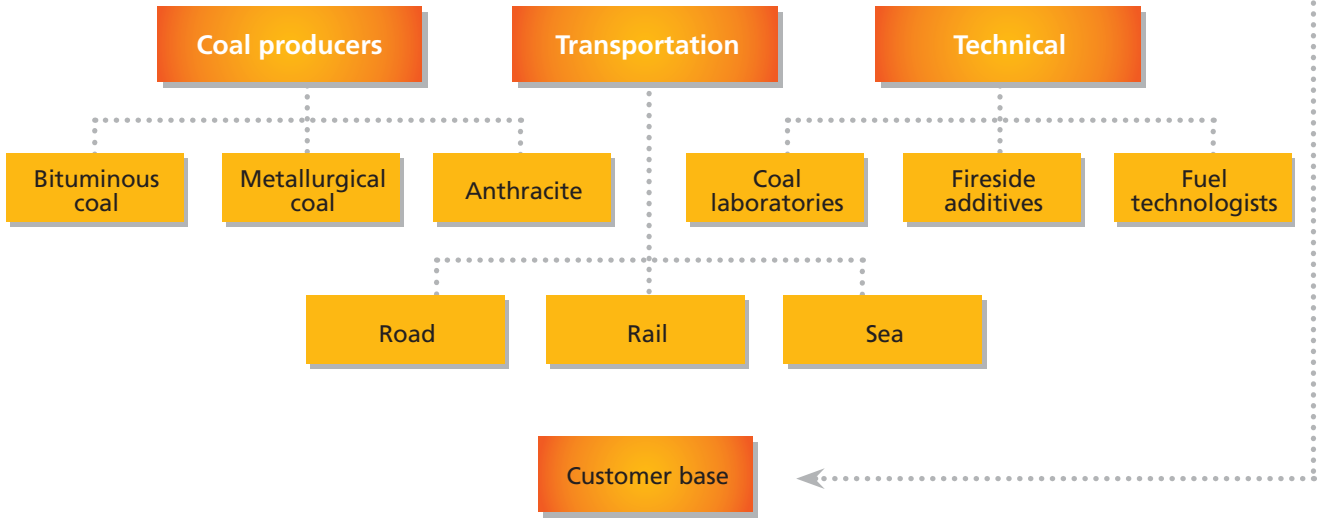 Coal producers
Transportation
Technical
Bituminous
coal
Metallurgical
coal
Anthracite
Coal
laboratories
Fireside
additives
Fuel
technologists
Road
Rail
Sea
Customer base